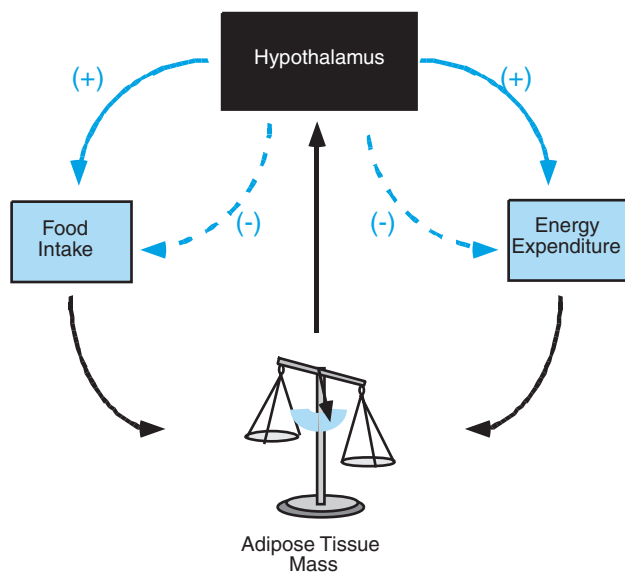 Hypothalamus
(+)
(+)
Food
Intake
(-)
(-)
Energy
Expenditure
Adipose Tissue
Mass